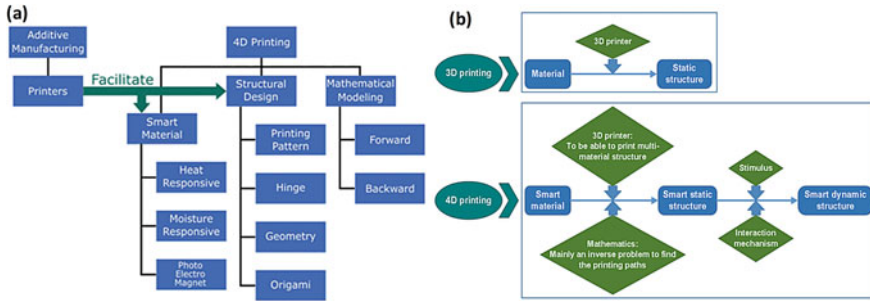 (a)
Additive
Manufacturing
4D Printing
Facilitate
Printers
Structural
Design
Mathematical
Modeling
Smart
Material
Printing
Pattern
Forward
Heat
Responsive
Hinge
Backward
Moisture
Responsive
Geometry
Photo
Electro
Magnet
Origami
(b)
3D printing
3D printer
Material
Static
structure
4D printing
3D printer:
To be able to print multi-
material structure
Stimulus
Smart
material
Smart static
structure
Smart dynamic
structure
Mathematics:
Mainly an inverse problem to find
the printing paths
Interaction
mechanism